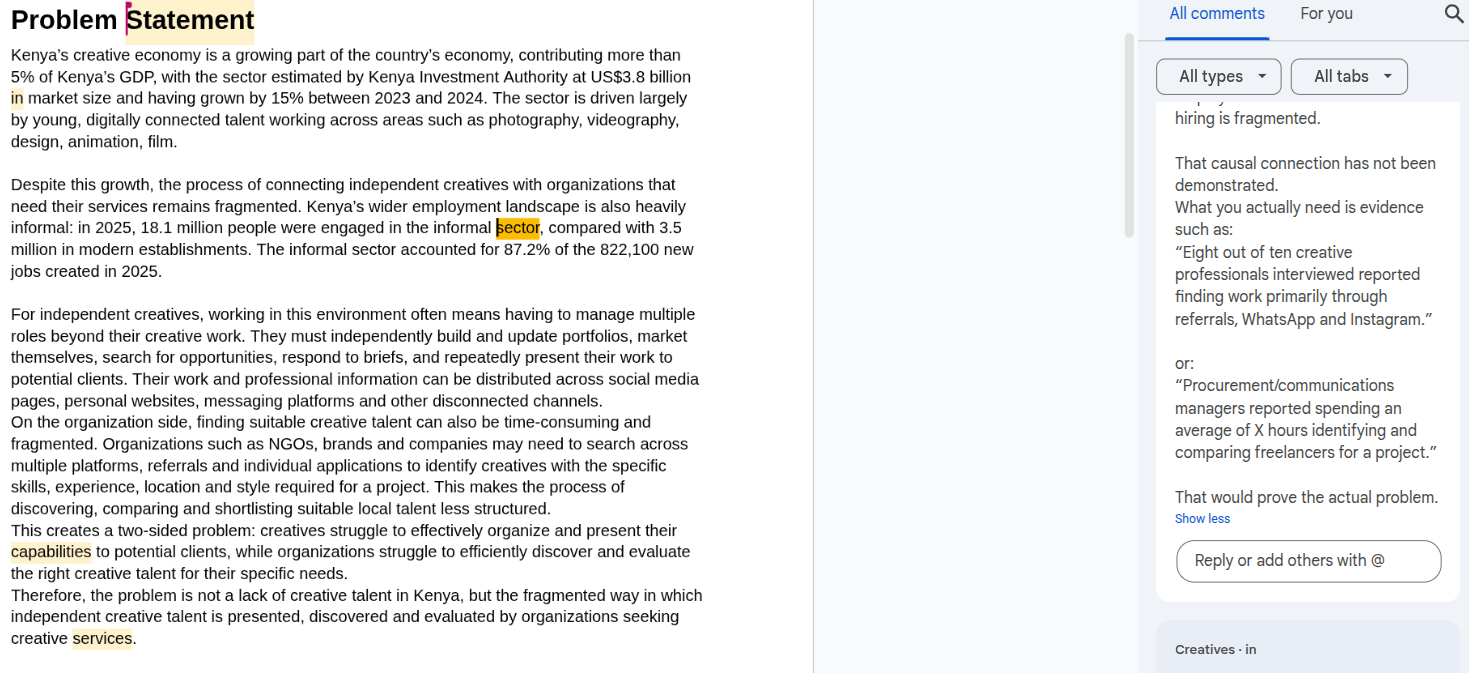 Problem Statement
Kenya’s creative economy is a growing part of the country’s economy, contributing more than
5% of Kenya’s GDP, with the sector estimated by Kenya Investment Authority at US$3.8 billion
in market size and having grown by 15% between 2023 and 2024. The sector is driven largely
by young, digitally connected talent working across areas such as photography, videography,
design, animation, film.
Despite this growth, the process of connecting independent creatives with organizations that
need their services remains fragmented. Kenya’s wider employment landscape is also heavily
informal: in 2025, 18.1 million people were engaged in the informal sector, compared with 3.5
million in modern establishments. The informal sector accounted for 87.2% of the 822,100 new
jobs created in 2025.
For independent creatives, working in this environment often means having to manage multiple
roles beyond their creative work. They must independently build and update portfolios, market
themselves, search for opportunities, respond to briefs, and repeatedly present their work to
potential clients. Their work and professional information can be distributed across social media
pages, personal websites, messaging platforms and other disconnected channels.
On the organization side, finding suitable creative talent can also be time-consuming and
fragmented. Organizations such as NGOs, brands and companies may need to search across
multiple platforms, referrals and individual applications to identify creatives with the specific
skills, experience, location and style required for a project. This makes the process of
discovering, comparing and shortlisting suitable local talent less structured.
This creates a two-sided problem: creatives struggle to effectively organize and present their
capabilities to potential clients, while organizations struggle to efficiently discover and evaluate
the right creative talent for their specific needs.
Therefore, the problem is not a lack of creative talent in Kenya, but the fragmented way in which
independent creative talent is presented, discovered and evaluated by organizations seeking
creative services.
All comments
For you
All types
All tabs
hiring is fragmented.
That causal connection has not been
demonstrated.
What you actually need is evidence
such as:
“Eight out of ten creative
professionals interviewed reported
finding work primarily through
referrals, WhatsApp and Instagram.”
or:
“Procurement/communications
managers reported spending an
average of X hours identifying and
comparing freelancers for a project.”
That would prove the actual problem.
Show less
Reply or add others with @
Creatives · in